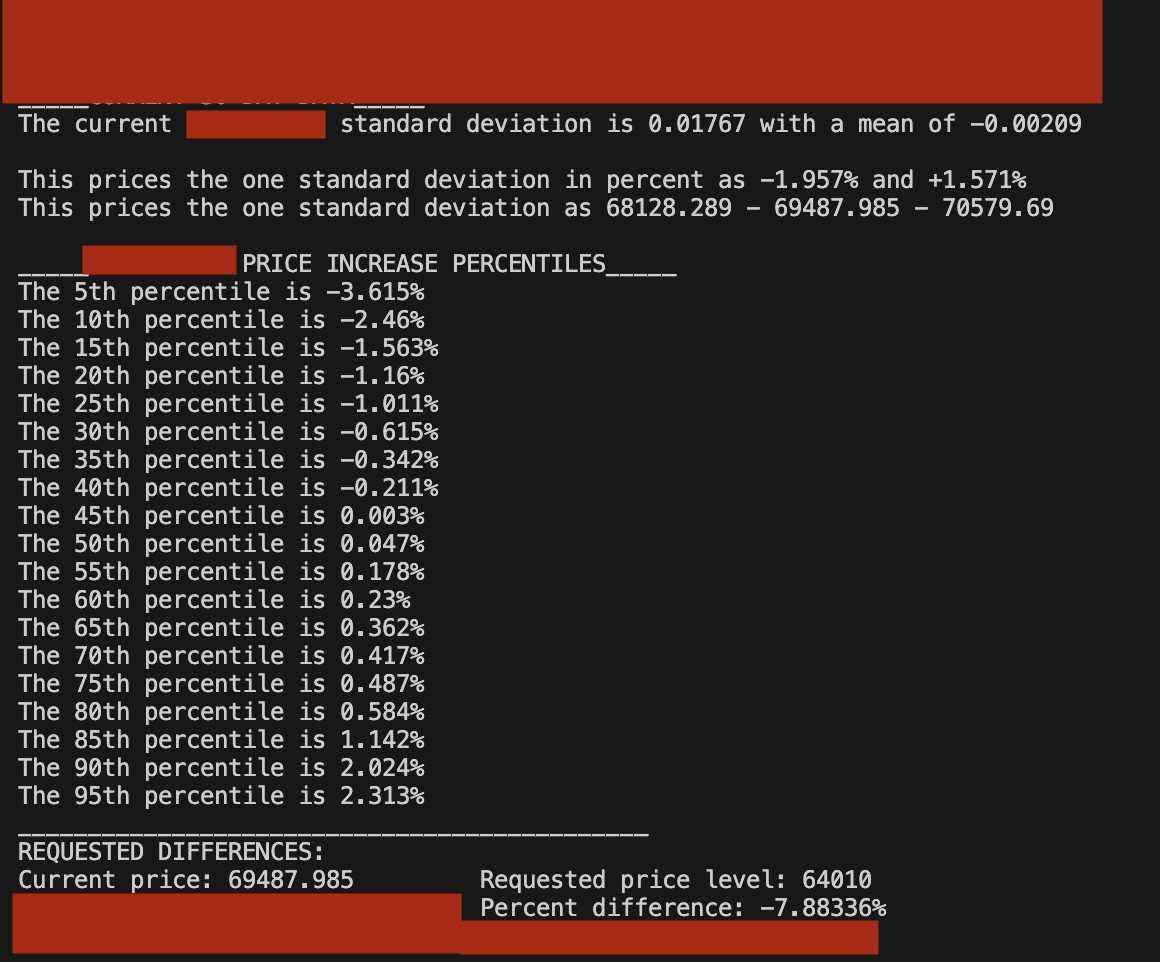 The current standard deviation is 0.01767 with a mean of -0.00209
This prices the one standard deviation in percent as -1.957% and +1.571%
This prices the one standard deviation as 68128.289 - 69487.985 - 70579.69
_____ PRICE INCREASE PERCENTILES_____
The 5th percentile is -3.615%
The 10th percentile is -2.46%
The 15th percentile is -1.563%
The 20th percentile is -1.16%
The 25th percentile is -1.011%
The 30th percentile is -0.615%
The 35th percentile is -0.342%
The 40th percentile is -0.211%
The 45th percentile is 0.003%
The 50th percentile is 0.047%
The 55th percentile is 0.178%
The 60th percentile is 0.23%
The 65th percentile is 0.362%
The 70th percentile is 0.417%
The 75th percentile is 0.487%
The 80th percentile is 0.584%
The 85th percentile is 1.142%
The 90th percentile is 2.024%
The 95th percentile is 2.313%
_____________________________________________
REQUESTED DIFFERENCES:
Current price: 69487.985 Requested price level: 64010
Percent difference: -7.88336%